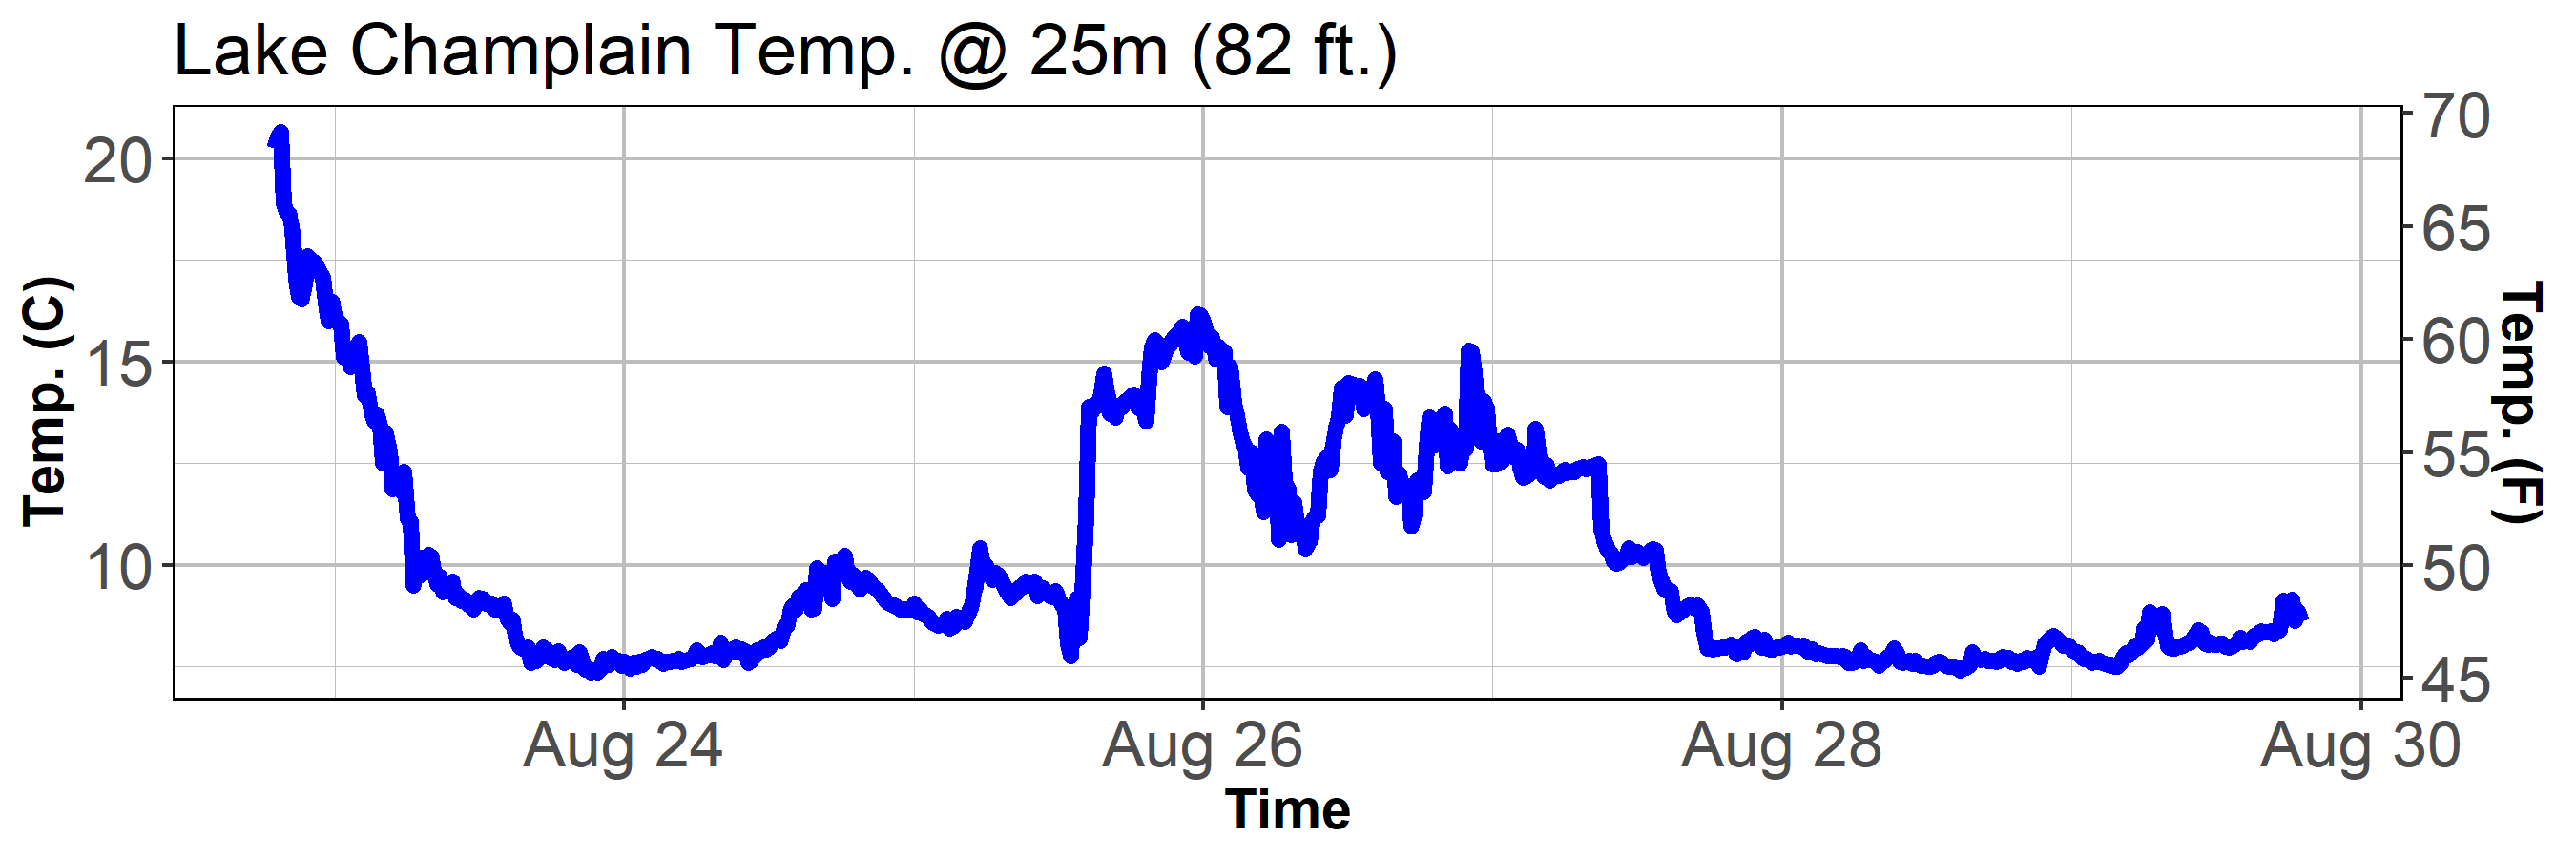 Lake Champlain Temp. @ 25m (82 ft.)
Temp. (C)
20
15
10
70
65
60
55
50
45
Temp. (F)
Aug 24
Aug 26
Aug 28
Aug 30
Time